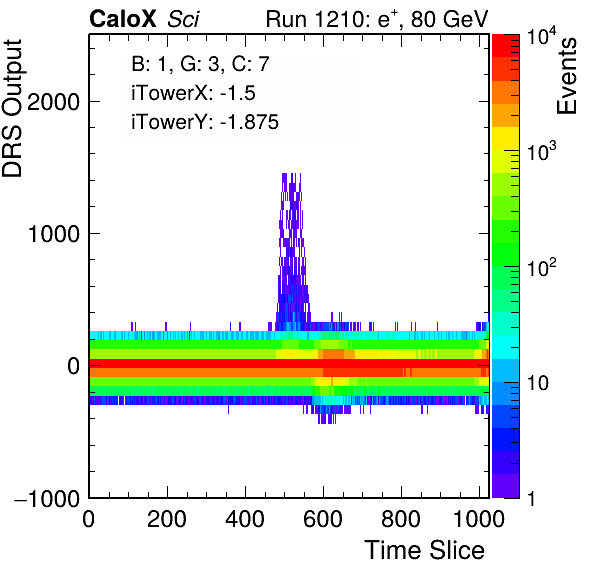 CaloX Sci Run 1210: e⁺, 80 GeV
B: 1, G: 3, C: 7
iTowerX: -1.5
iTowerY: -1.875
DRS Output
2000
1000
0
−1000
0 200 400 600 800 1000
Time Slice
Events
10⁴
10³
10²
10
1